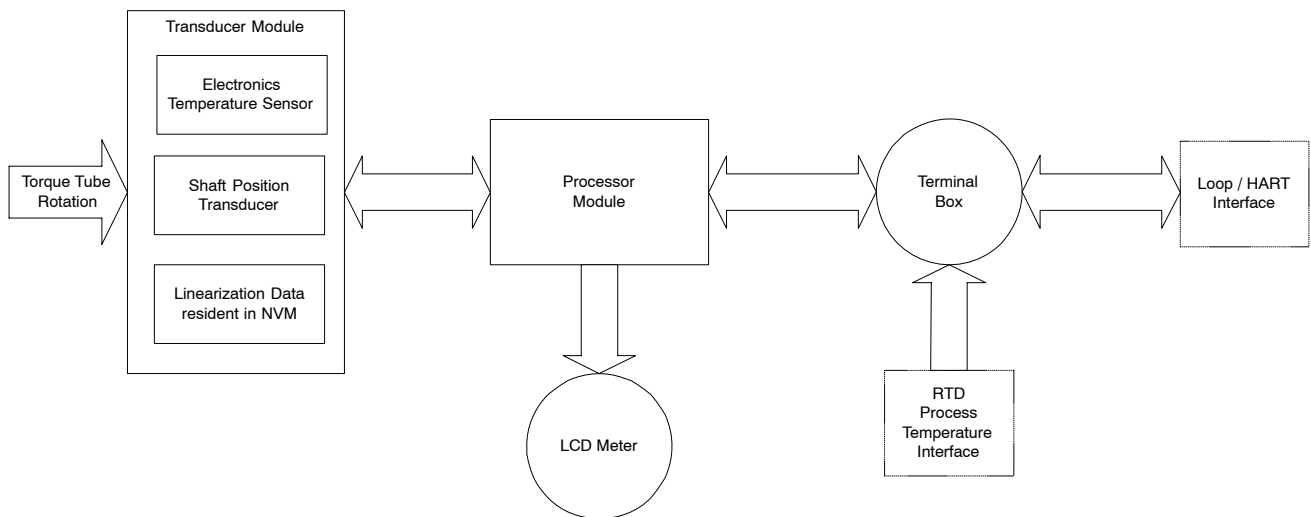 Transducer Module
Electronics
Temperature Sensor
Torque Tube
Rotation
Shaft Position
Transducer
Linearization Data
resident in NVM
Processor
Module
LCD Meter
Terminal
Box
RTD
Process
Temperature
Interface
Loop / HART
Interface